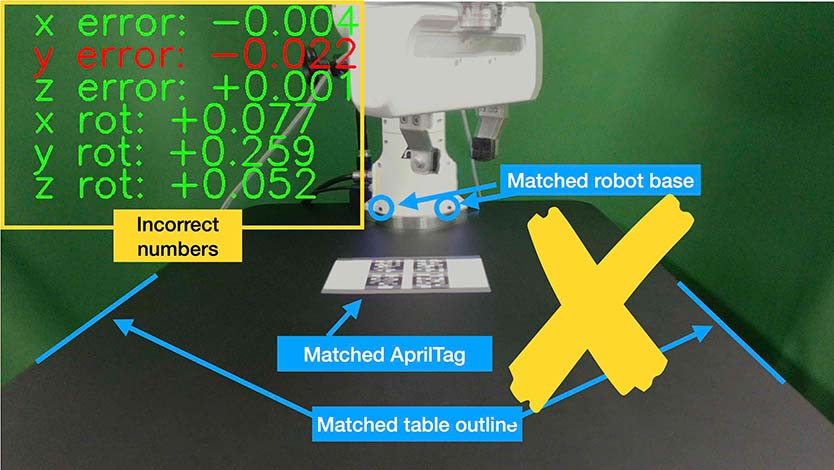 x error: -0.004
y error: -0.022
z error: +0.001
x rot: +0.077
y rot: +0.259
z rot: +0.052
Incorrect
numbers
Matched robot base
Matched AprilTag
Matched table outline